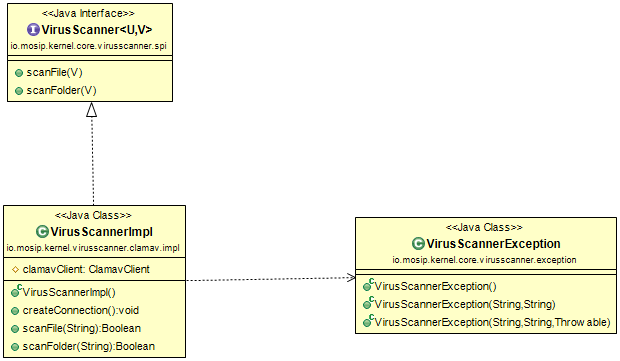 <<Java Interface>>
I VirusScanner<U,V>
io.mosip.kernel.core.virusscanner.spi
scanFile(V)
scanFolder(V)
<<Java Class>>
C VirusScannerImpl
io.mosip.kernel.virusscanner.clamav.impl
clamavClient: ClamavClient
C VirusScannerImpl()
createConnection():void
scanFile(String):Boolean
scanFolder(String):Boolean
<<Java Class>>
C VirusScannerException
io.mosip.kernel.core.virusscanner.exception
C VirusScannerException()
C VirusScannerException(String,String)
C VirusScannerException(String,String,Throwable)